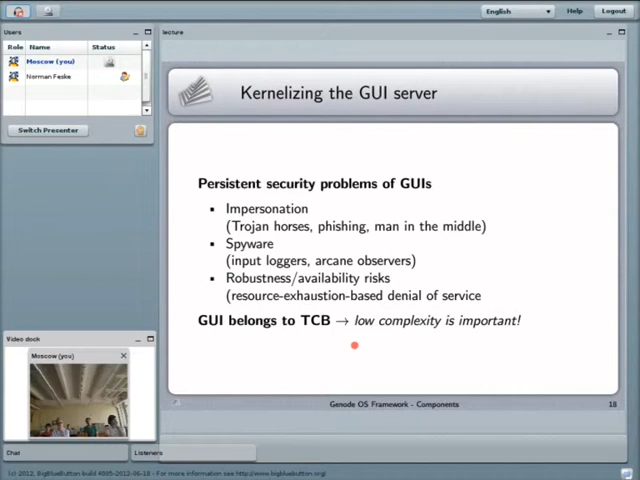 English
Help
Logout
Users
Role Name Status
Moscow (you)
Norman Feske
Switch Presenter
lecture
Kernelizing the GUI server
Persistent security problems of GUIs
Impersonation
(Trojan horses, phishing, man in the middle)
Spyware
(input loggers, arcane observers)
Robustness/availability risks
(resource-exhaustion-based denial of service
GUI belongs to TCB → low complexity is important!
Genode OS Framework - Components
18
Video dock
Moscow (you)
Chat
Listeners
(c) 2012, BigBlueButton build 4005-2012-06-18 - For more information see http://www.bigbluebutton.org/